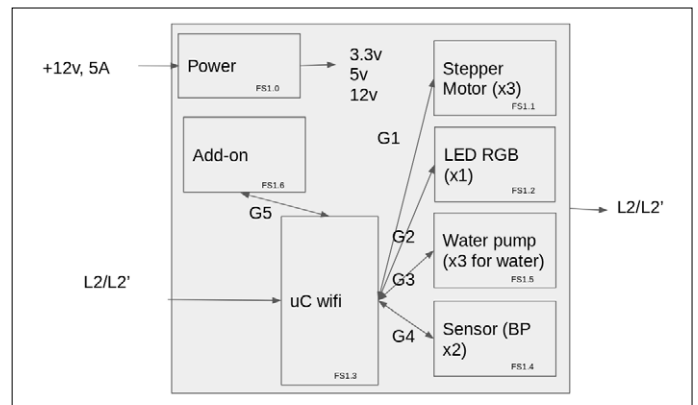 +12v, 5A
Power
FS1.0
3.3v
5v
12v
Stepper
Motor (x3)
FS1.1
G1
Add-on
FS1.6
LED RGB
(x1)
FS1.2
G5
L2/L2’
G2
Water pump
(x3 for water)
FS1.5
G3
L2/L2’
uC wifi
FS1.3
G4
Sensor (BP
x2)
FS1.4